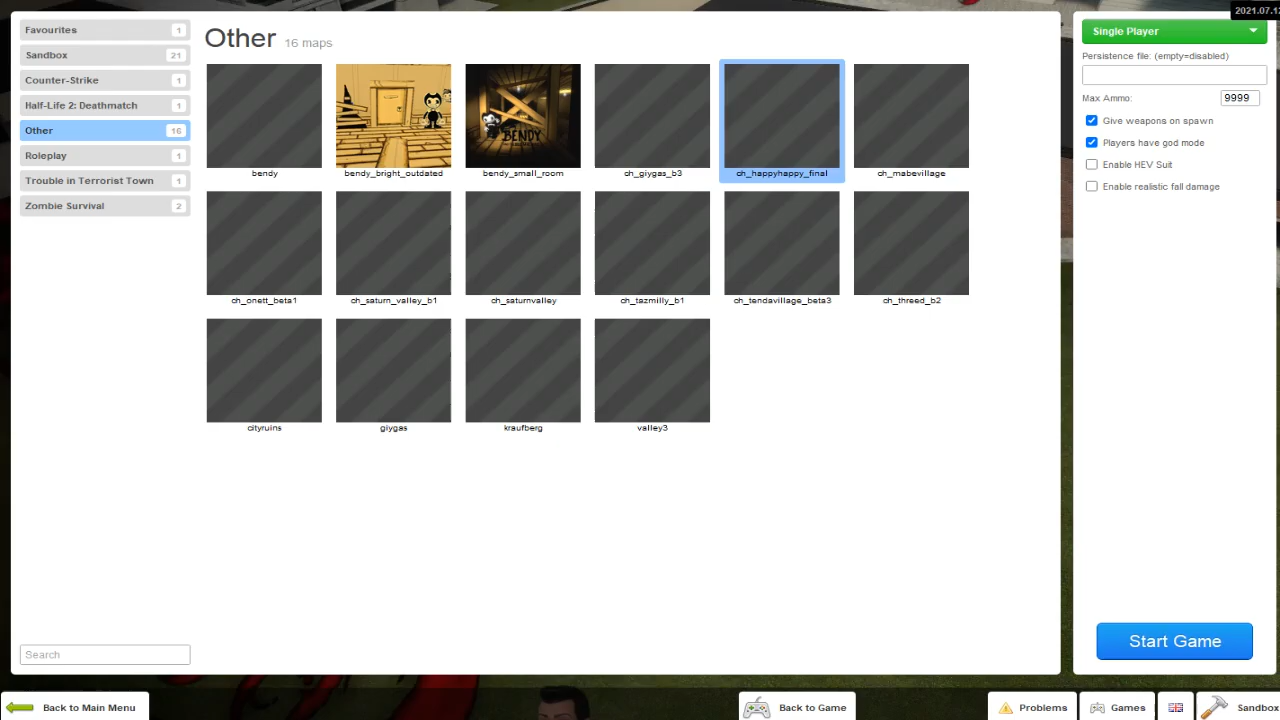 2021.07.12
Favourites 1
Sandbox 21
Counter-Strike 1
Half-Life 2: Deathmatch 1
Other 16
Roleplay 1
Trouble in Terrorist Town 1
Zombie Survival 2
Search
Other 16 maps
bendy
bendy_bright_outdated
BENDY
bendy_small_room
ch_giygas_b3
ch_happyhappy_final
ch_mabevillage
ch_onett_beta1
ch_saturn_valley_b1
ch_saturnvalley
ch_tazmilly_b1
ch_tendavillage_beta3
ch_threed_b2
cityruins
giygas
kraufberg
valley3
Single Player
Persistence file: (empty=disabled)
Max Ammo: 9999
Give weapons on spawn
Players have god mode
Enable HEV Suit
Enable realistic fall damage
Start Game
Back to Main Menu
Back to Game
Problems
Games
Sandbox